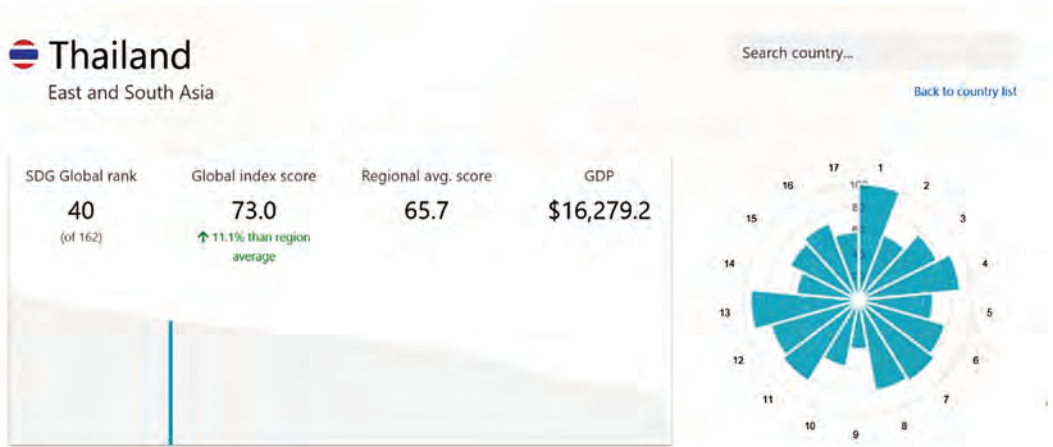 Thailand
East and South Asia
Search country...
Back to country list
SDG Global rank
40
(of 162)
Global index score
73.0
↑ 11.1% than region
average
Regional avg. score
65.7
GDP
$16,279.2
17
1
2
3
4
5
6
7
8
9
10
11
12
13
14
15
16